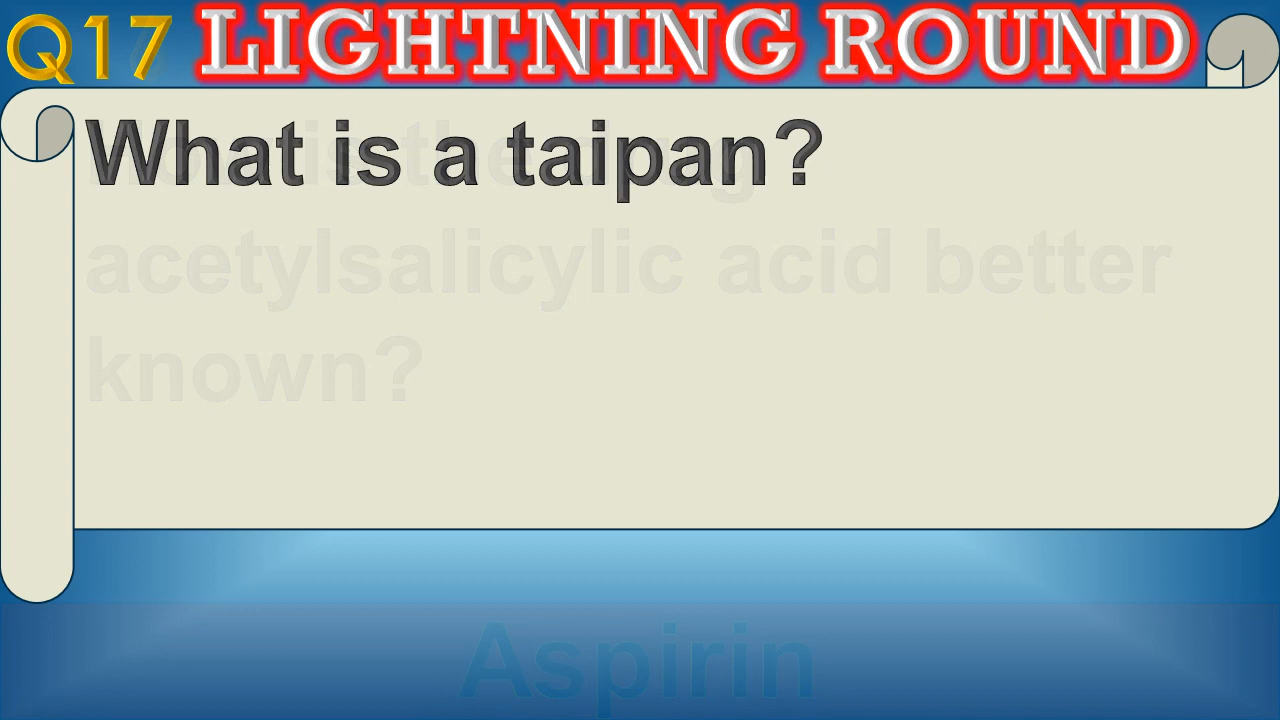 Q17 LIGHTNING ROUND
What is a taipan?
acetylsalicylic acid better
known?
Aspirin